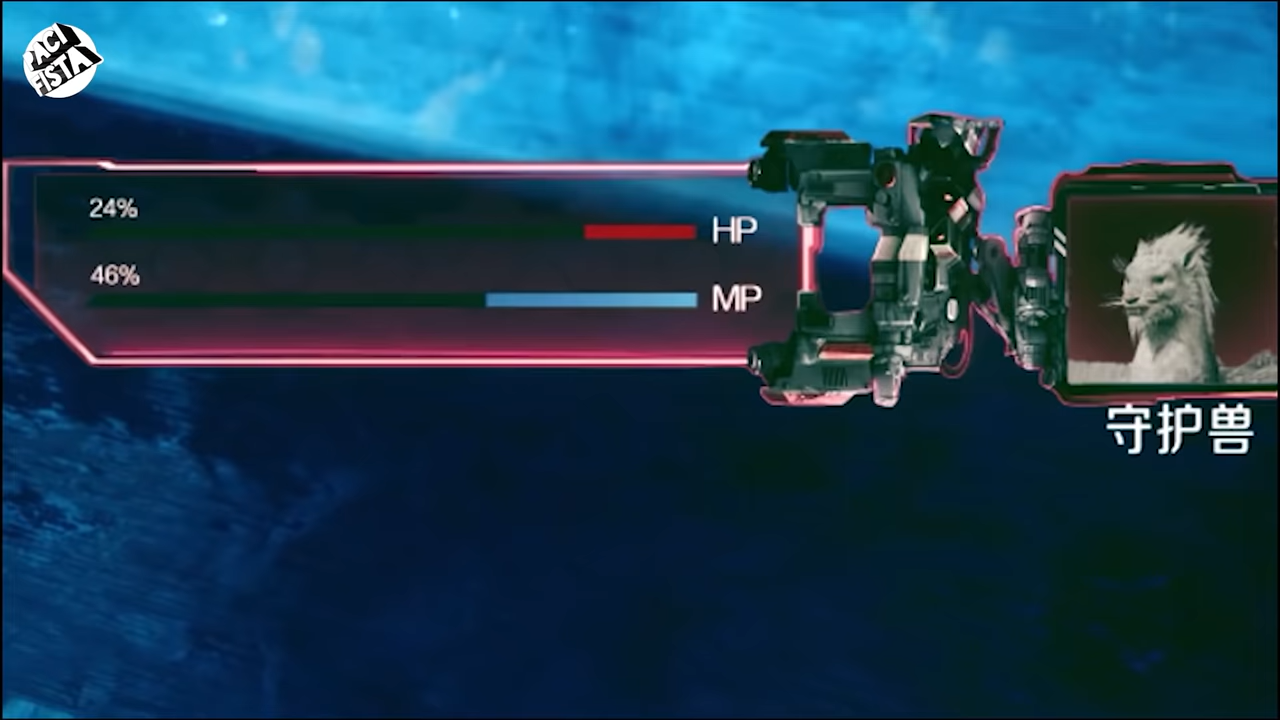 PACI
FISTA
24%
HP
46%
MP
守护兽